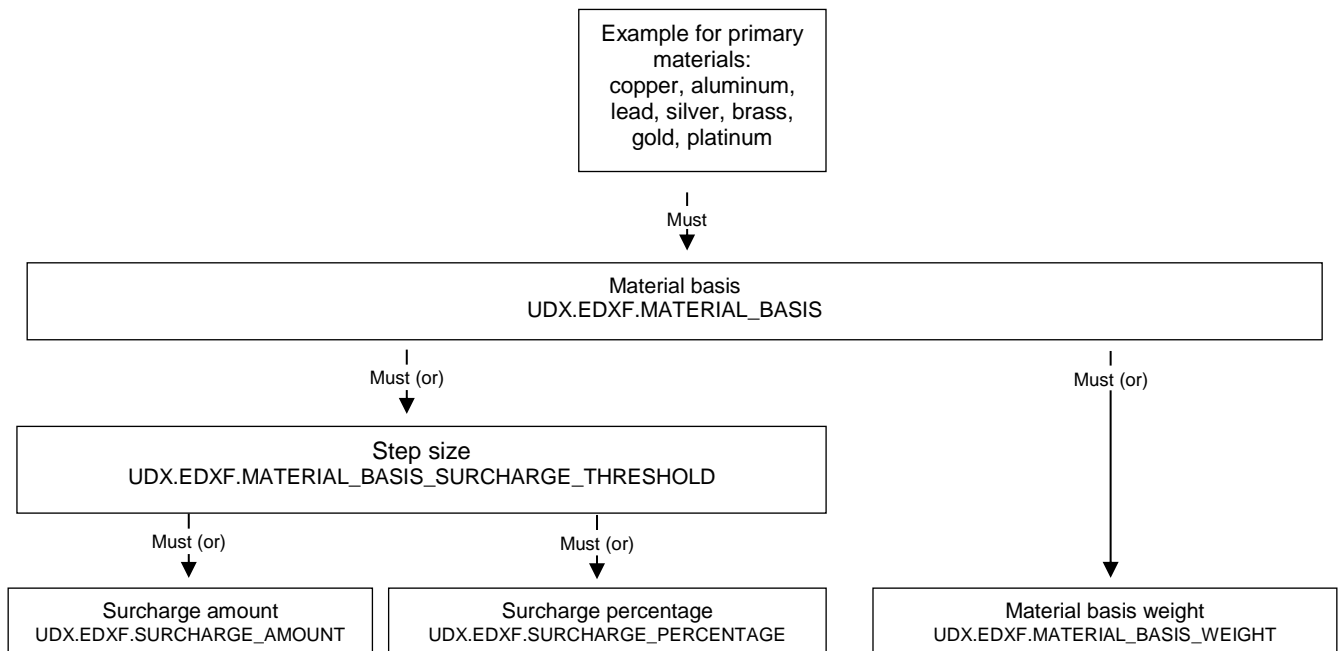 Example for primary
materials:
copper, aluminum,
lead, silver, brass,
gold, platinum
Must
Material basis
UDX.EDXF.MATERIAL_BASIS
Must (or)
Must (or)
Step size
UDX.EDXF.MATERIAL_BASIS_SURCHARGE_THRESHOLD
Must (or)
Must (or)
Surcharge amount
UDX.EDXF.SURCHARGE_AMOUNT
Surcharge percentage
UDX.EDXF.SURCHARGE_PERCENTAGE
Material basis weight
UDX.EDXF.MATERIAL_BASIS_WEIGHT